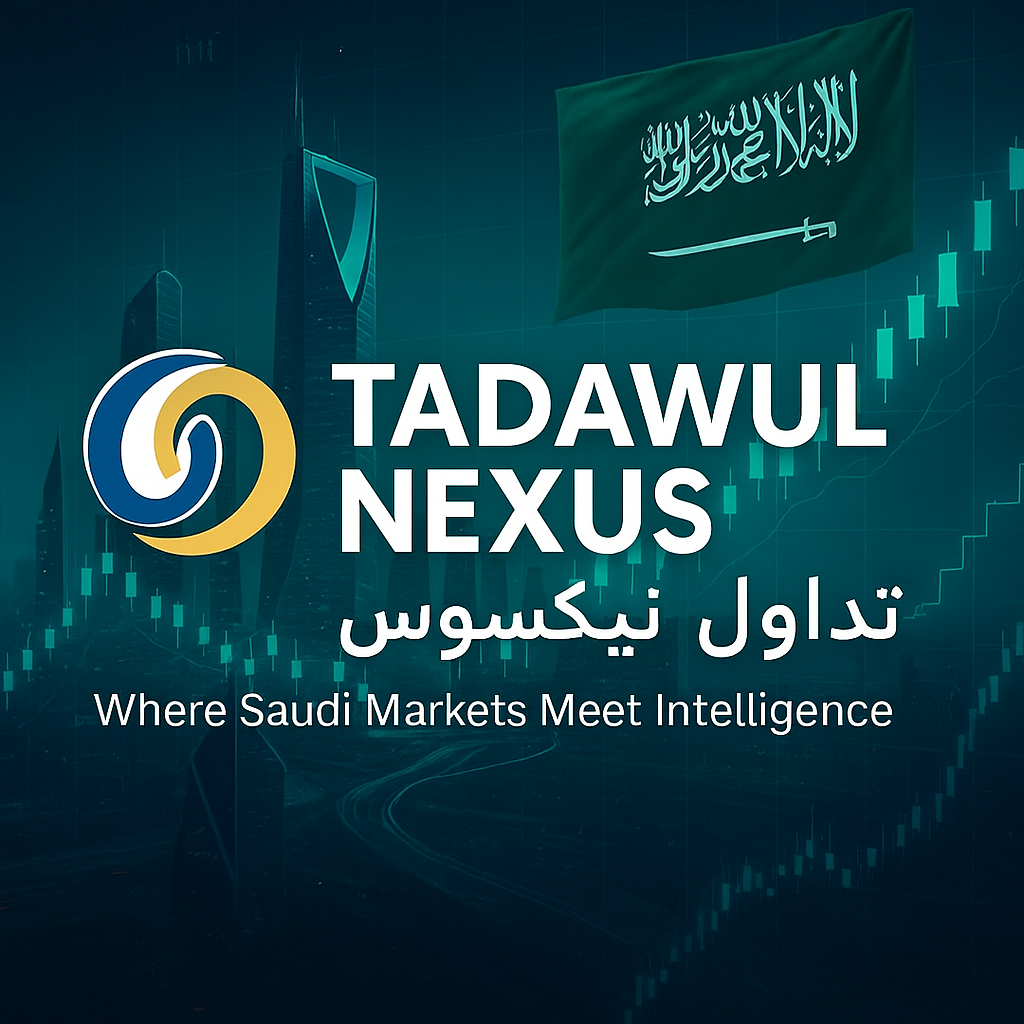 TADAWUL
NEXUS
تداول نيكسوس
Where Saudi Markets Meet Intelligence